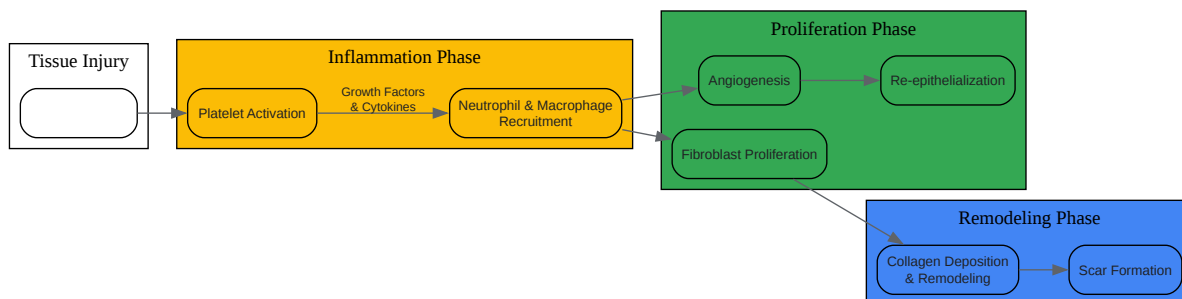 Tissue Injury
Inflammation Phase
Platelet Activation
Growth Factors
& Cytokines
Neutrophil & Macrophage
Recruitment
Proliferation Phase
Angiogenesis
Re-epithelialization
Fibroblast Proliferation
Remodeling Phase
Collagen Deposition
& Remodeling
Scar Formation